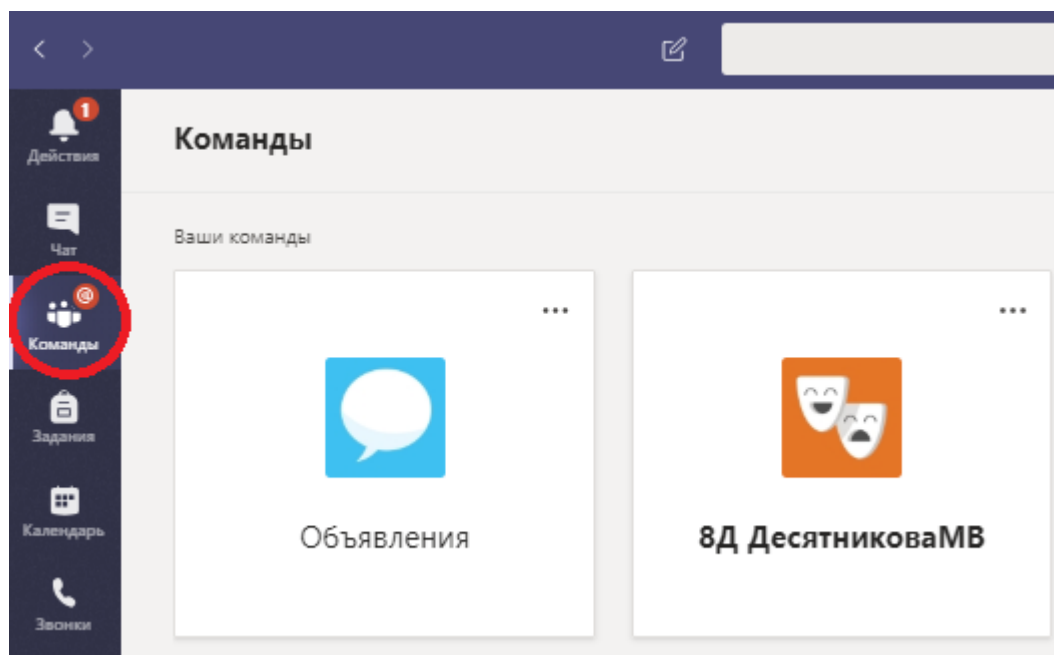 1
Действия
Чат
@
Команды
Задания
Календарь
Звонки
Команды
Ваши команды
Объявления
8Д ДесятниковаМВ